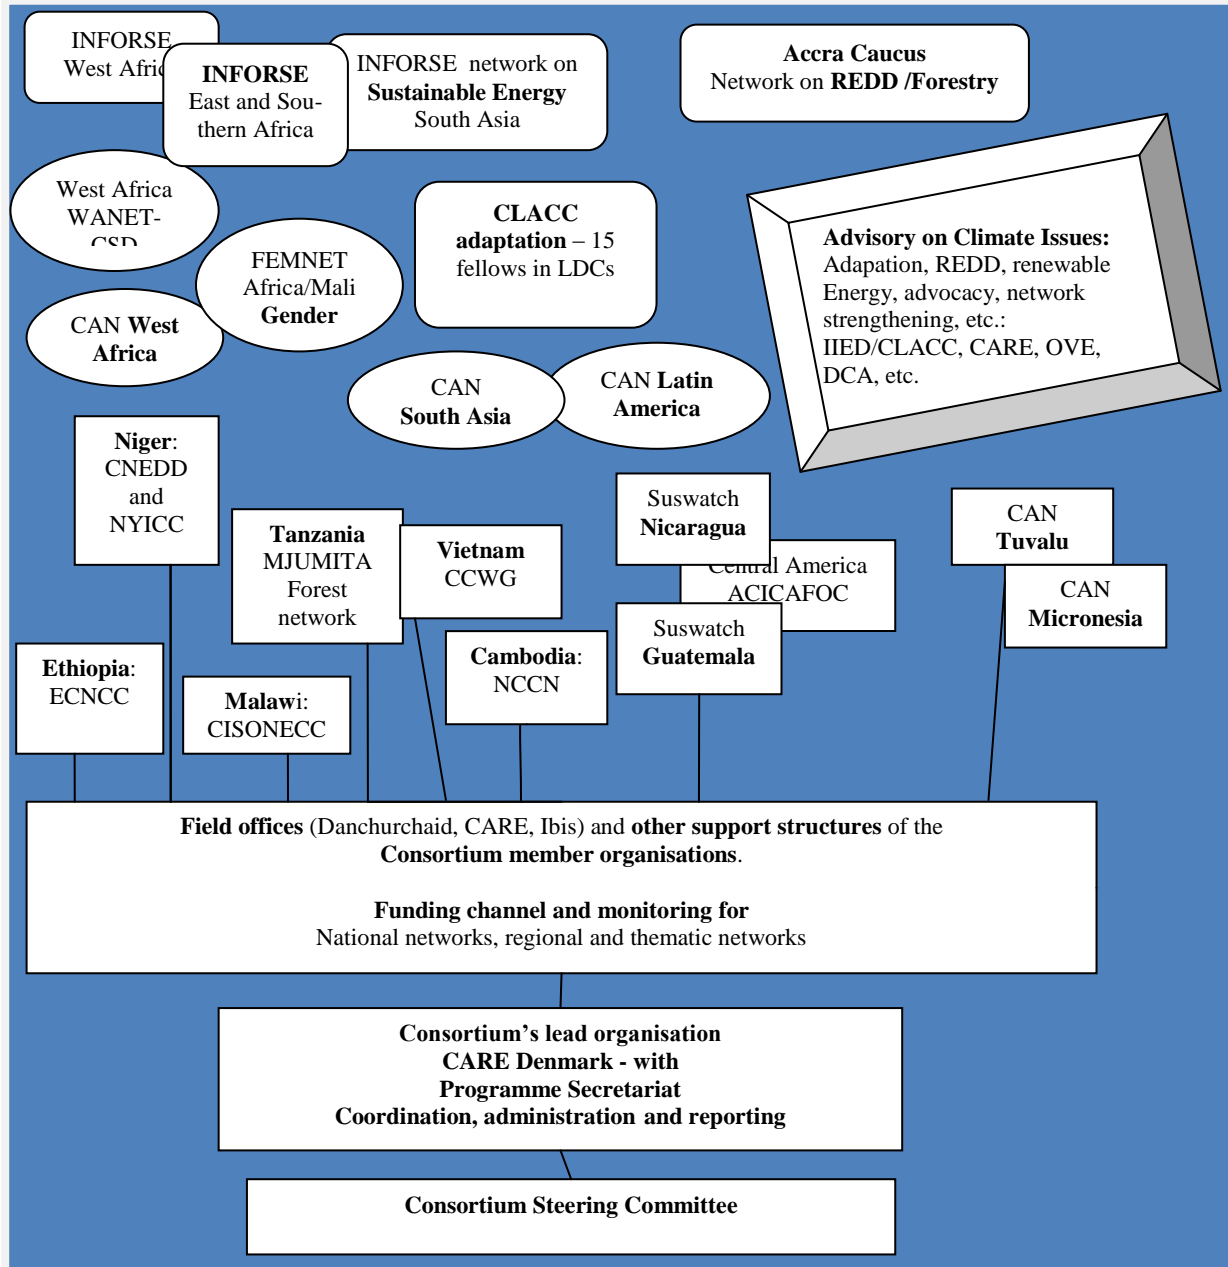 INFORSE
West Afric
INFORSE
East and Sou-
thern Africa
INFORSE network on
Sustainable Energy
South Asia
Accra Caucus
Network on REDD /Forestry
West Africa
WANET-
CSD
FEMNET
Africa/Mali
Gender
CLACC
adaptation – 15
fellows in LDCs
Advisory on Climate Issues:
Adapation, REDD, renewable
Energy, advocacy, network
strengthening, etc.:
IIED/CLACC, CARE, OVE,
DCA, etc.
CAN West
Africa
CAN
South Asia
CAN Latin
America
Niger:
CNEDD
and
NYICC
Tanzania
MJUMITA
Forest
network
Vietnam
CCWG
Suswatch
Nicaragua
Central America
ACICAFOC
CAN
Tuvalu
CAN
Micronesia
Ethiopia:
ECNCC
Malawi:
CISONECC
Cambodia:
NCCN
Suswatch
Guatemala
Field offices (Danchurchaid, CARE, Ibis) and other support structures of the
Consortium member organisations.
Funding channel and monitoring for
National networks, regional and thematic networks
Consortium’s lead organisation
CARE Denmark - with
Programme Secretariat
Coordination, administration and reporting
Consortium Steering Committee